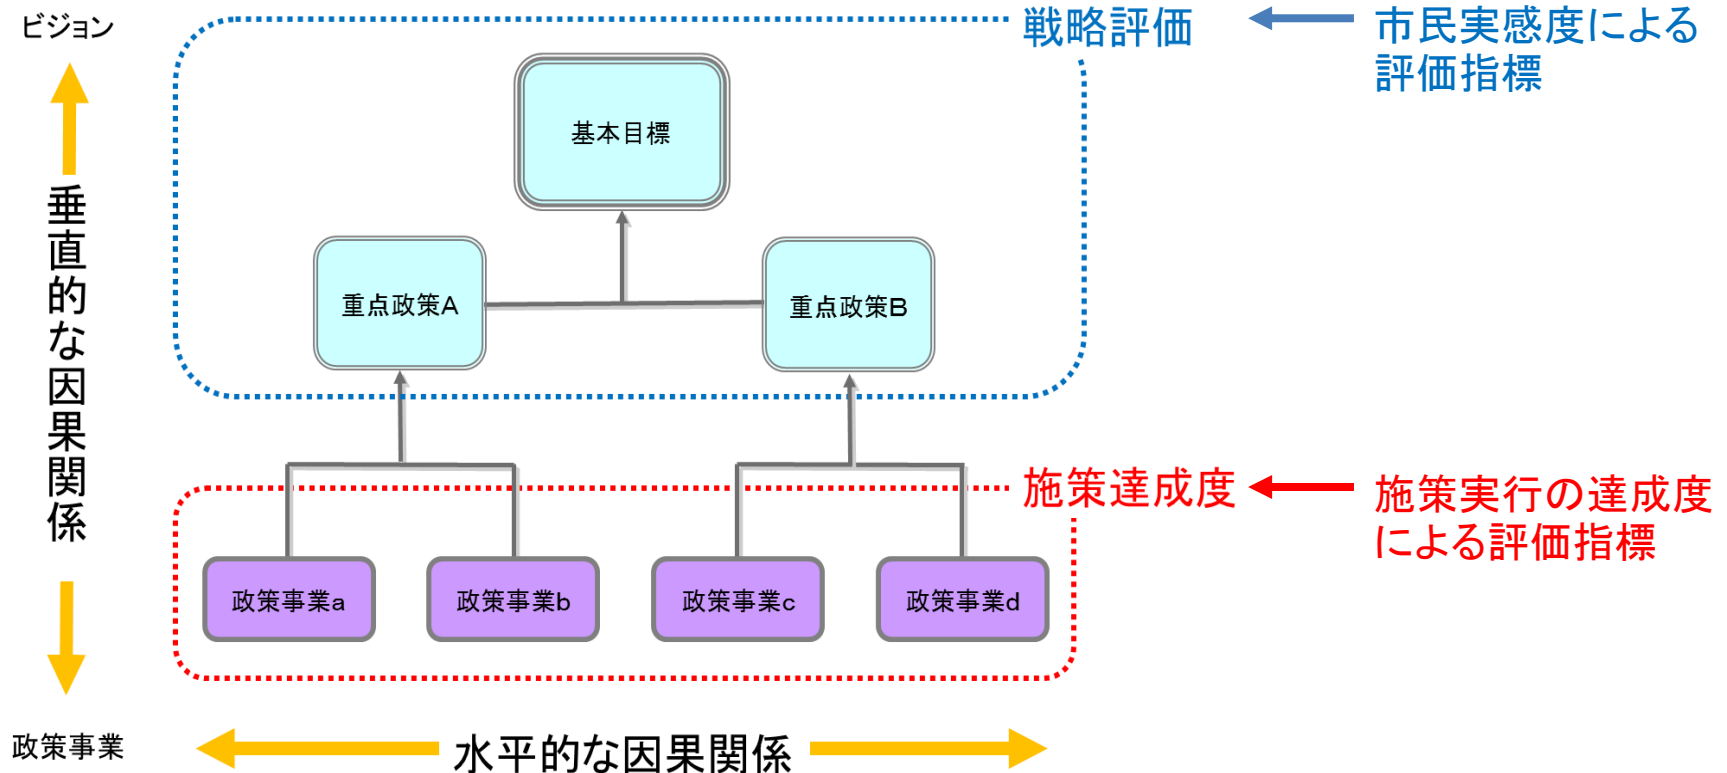 ビジョン
戦略評価
市民実感度による
評価指標
基本目標
垂直的な因果関係
重点政策A
重点政策B
施策達成度
施策実行の達成度
による評価指標
政策事業a
政策事業b
政策事業c
政策事業d
政策事業
水平的な因果関係